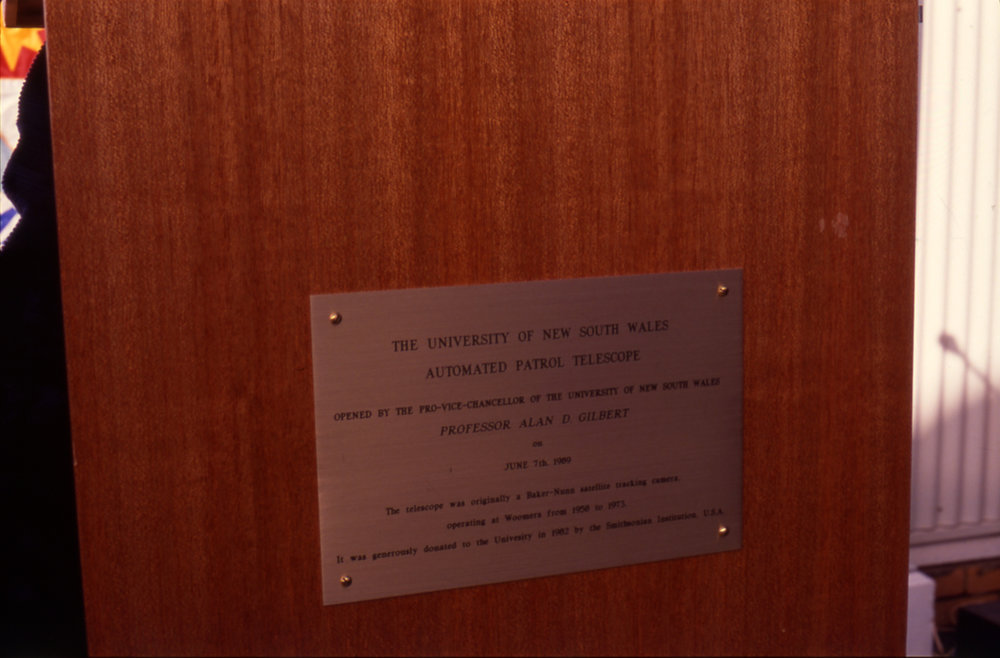 THE UNIVERSITY OF NEW SOUTH WALES
AUTOMATED PATROL TELESCOPE
OPENED BY THE PRO-VICE-CHANCELLOR OF THE UNIVERSITY OF NEW SOUTH WALES
PROFESSOR ALAN D. GILBERT
on
JUNE 7th, 1989
The telescope was originally a Baker-Nunn satellite tracking camera,
operating at Woomera from 1958 to 1973.
It was generously donated to the Univesity in 1982 by the Smithsonian Institution, U.S.A.